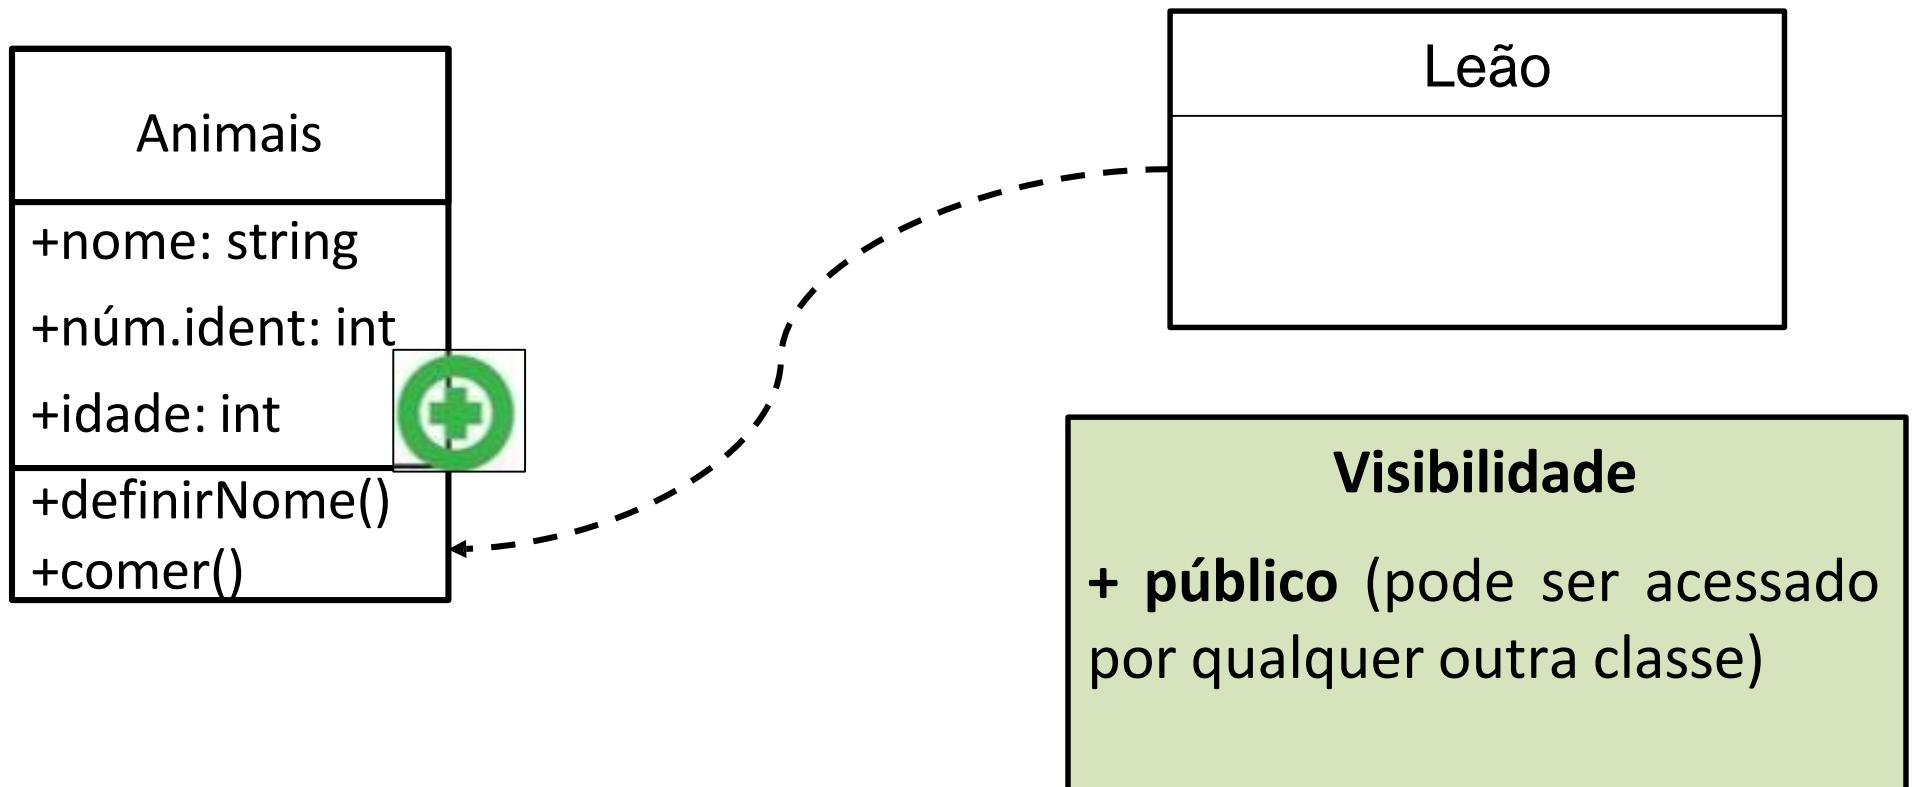 Animais
+nome: string
+núm.ident: int
+idade: int
+definirNome()
+comer()
Leão
Visibilidade
+ público (pode ser acessado
por qualquer outra classe)